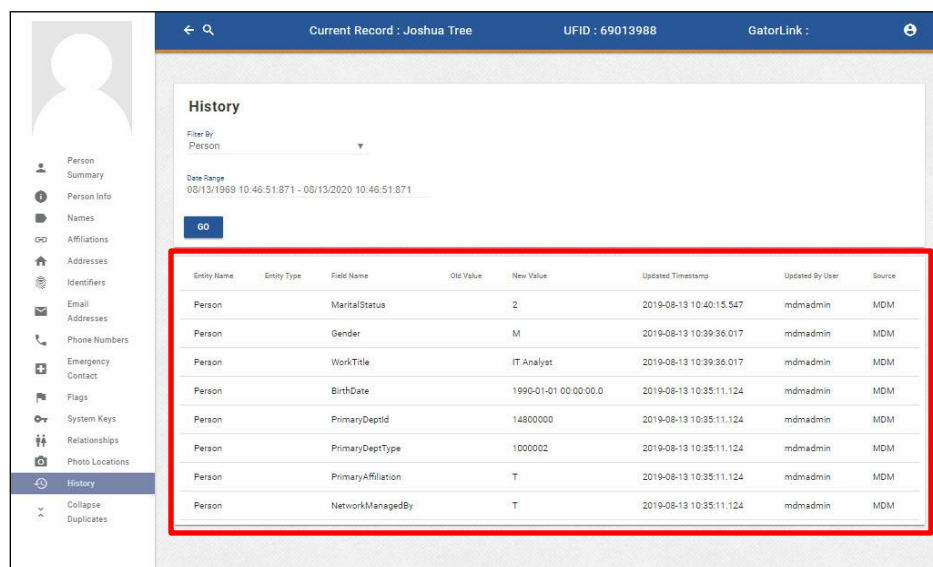 Current Record : Joshua Tree UFID : 69013988 GatorLink :
Person
Summary
Person Info
Names
Affiliations
Addresses
Identifiers
Email
Addresses
Phone Numbers
Emergency
Contact
Flags
System Keys
Relationships
Photo Locations
History
Collapse
Duplicates
History
Filter By
Person
Date Range
08/13/1969 10:46:51:871 - 08/13/2020 10:46:51:871
GO
Entity Name Entity Type Field Name Old Value New Value Updated Timestamp Updated By User Source
Person MaritalStatus 2 2019-08-13 10:40:15.547 mdmadmin MDM
Person Gender M 2019-08-13 10:39:36.017 mdmadmin MDM
Person WorkTitle IT Analyst 2019-08-13 10:39:36.017 mdmadmin MDM
Person BirthDate 1990-01-01 00:00:00.0 2019-08-13 10:35:11.124 mdmadmin MDM
Person PrimaryDeptId 14800000 2019-08-13 10:35:11.124 mdmadmin MDM
Person PrimaryDeptType 1000002 2019-08-13 10:35:11.124 mdmadmin MDM
Person PrimaryAffiliation T 2019-08-13 10:35:11.124 mdmadmin MDM
Person NetworkManagedBy T 2019-08-13 10:35:11.124 mdmadmin MDM